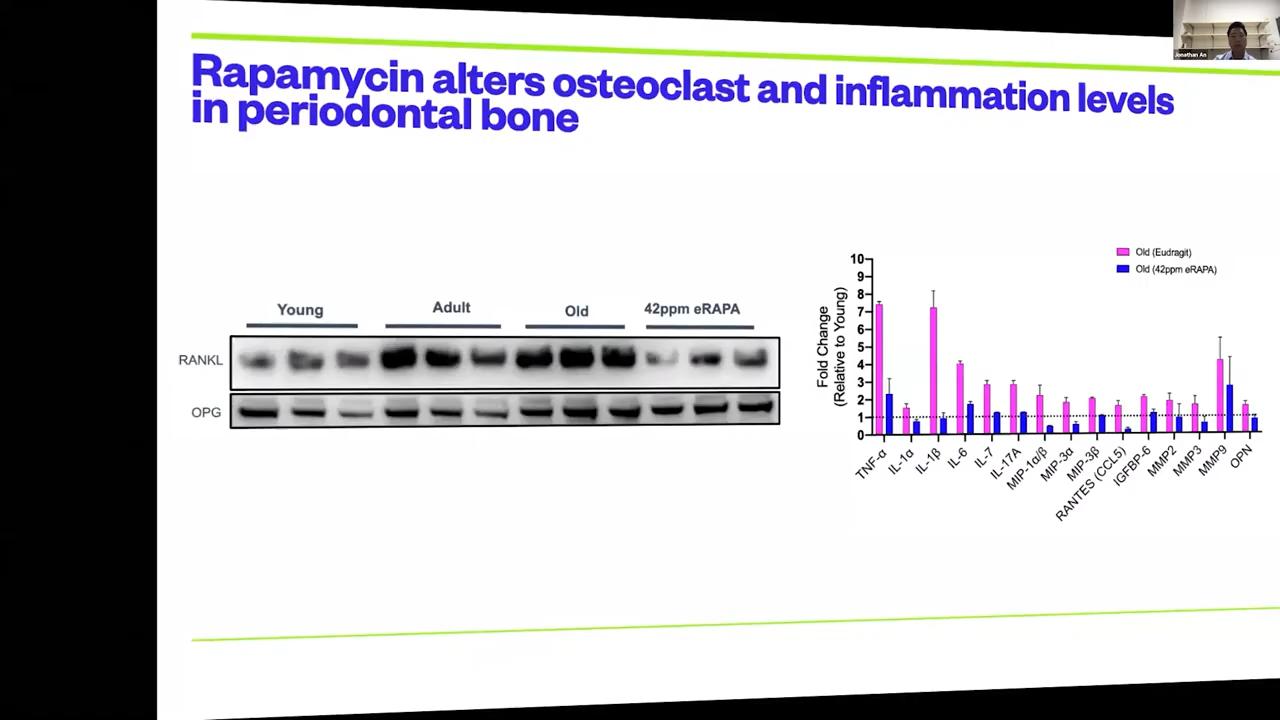 Rapamycin alters osteoclast and inflammation levels
in periodontal bone
Jonathan An
Young
Adult
Old
42ppm eRAPA
RANKL
OPG
Old (Eudragit)
Old (42ppm eRAPA)
Fold Change
(Relative to Young)
10
9
8
7
6
5
4
3
2
1
0
TNF-α
IL-1α
IL-1β
IL-6
IL-7
IL-17A
MIP-1α/β
MIP-3α
MIP-3β
RANTES (CCL5)
IGFBP-6
MMP2
MMP3
MMP9
OPN